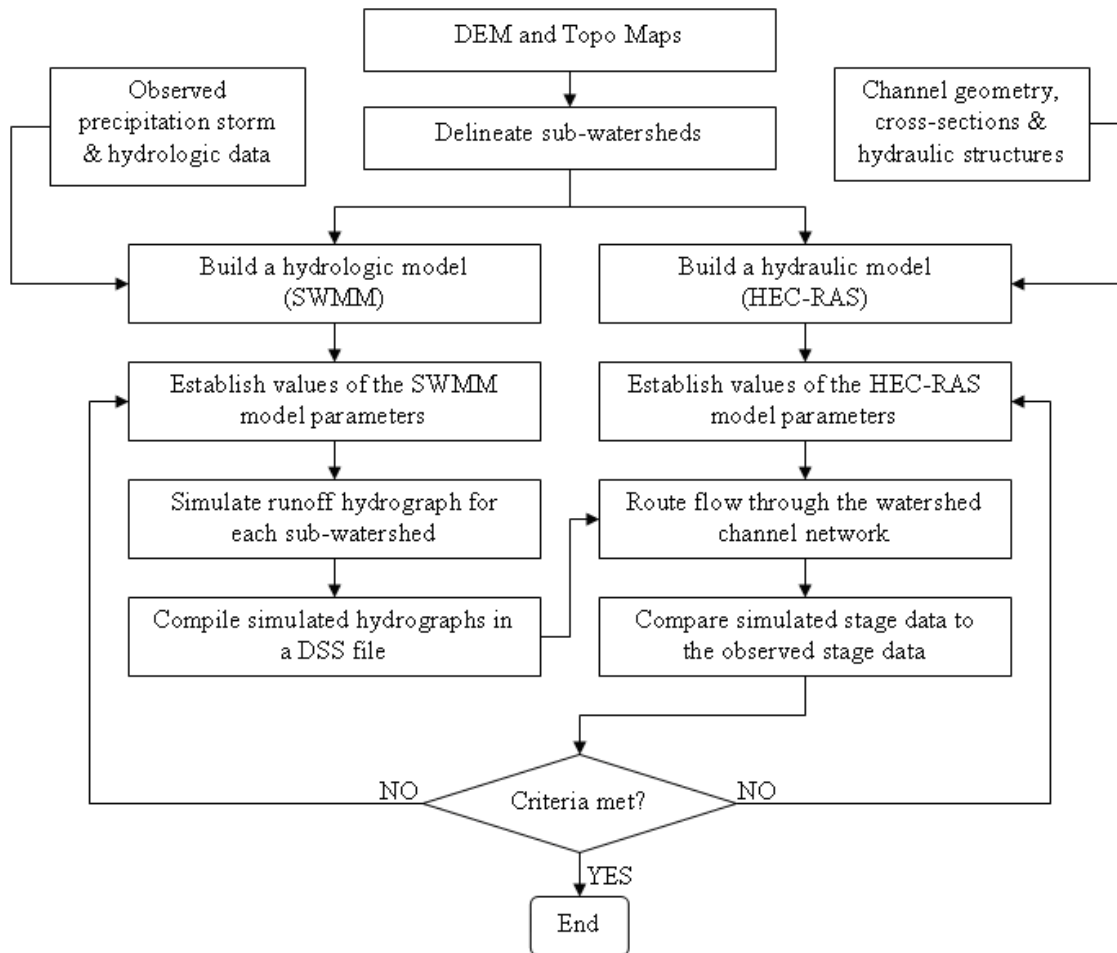 DEM and Topo Maps
Observed
precipitation storm
& hydrologic data
Delineate sub-watersheds
Channel geometry,
cross-sections &
hydraulic structures
Build a hydrologic model
(SWMM)
Build a hydraulic model
(HEC-RAS)
Establish values of the SWMM
model parameters
Establish values of the HEC-RAS
model parameters
Simulate runoff hydrograph for
each sub-watershed
Route flow through the watershed
channel network
Compile simulated hydrographs in
a DSS file
Compare simulated stage data to
the observed stage data
NO
Criteria met?
NO
YES
End